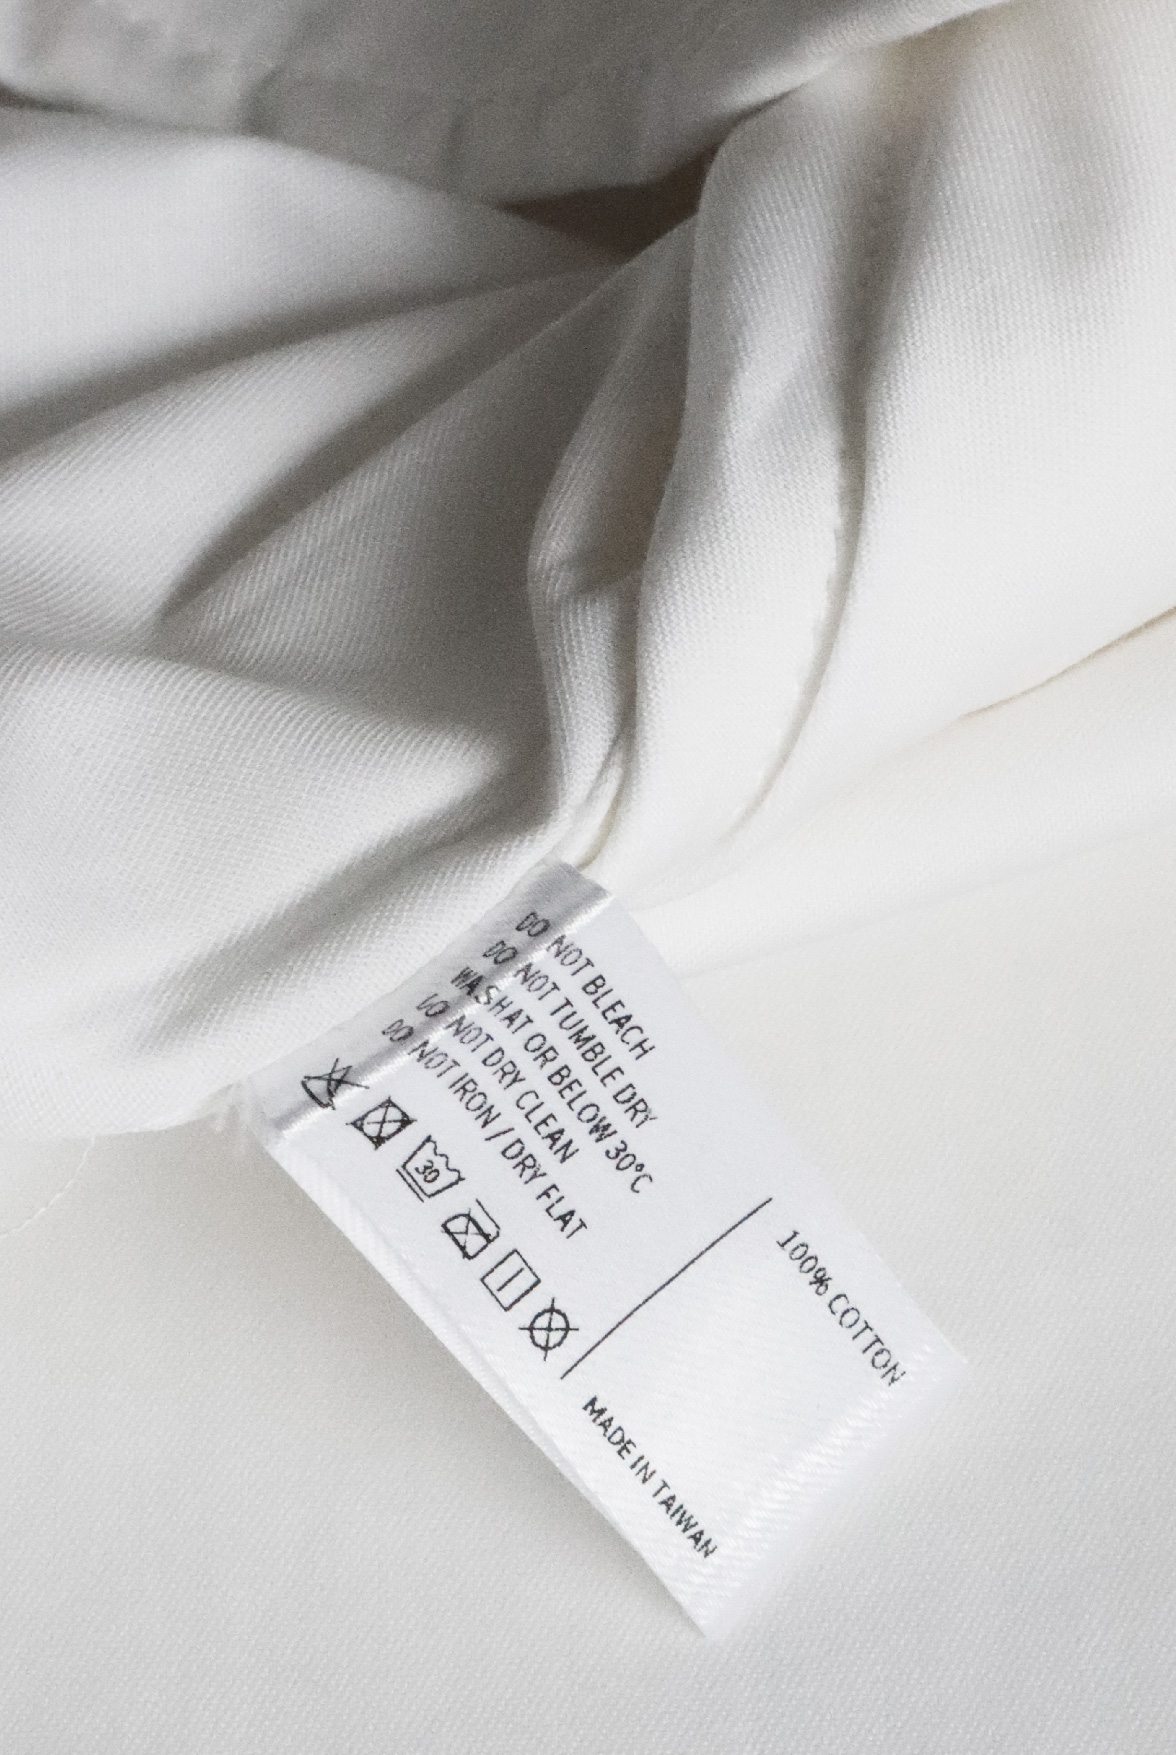 DO NOT BLEACH
DO NOT TUMBLE DRY
WASH AT OR BELOW 30°C
DO NOT DRY CLEAN
DO NOT IRON / DRY FLAT
30
100% COTTON
MADE IN TAIWAN